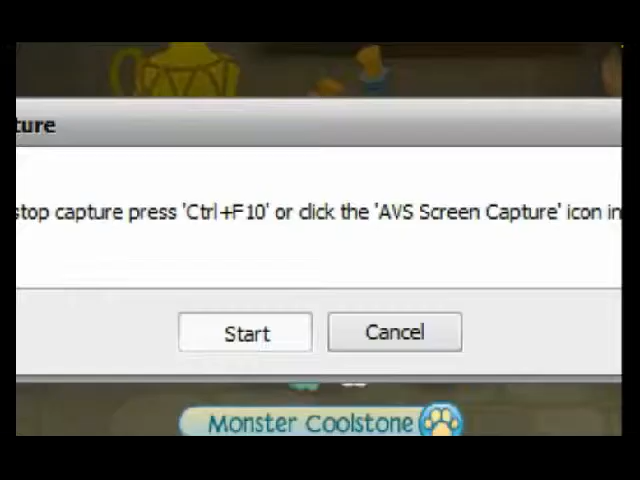 ture
stop capture press 'Ctrl+F10' or click the 'AVS Screen Capture' icon in
Start
Cancel
Monster Coolstone